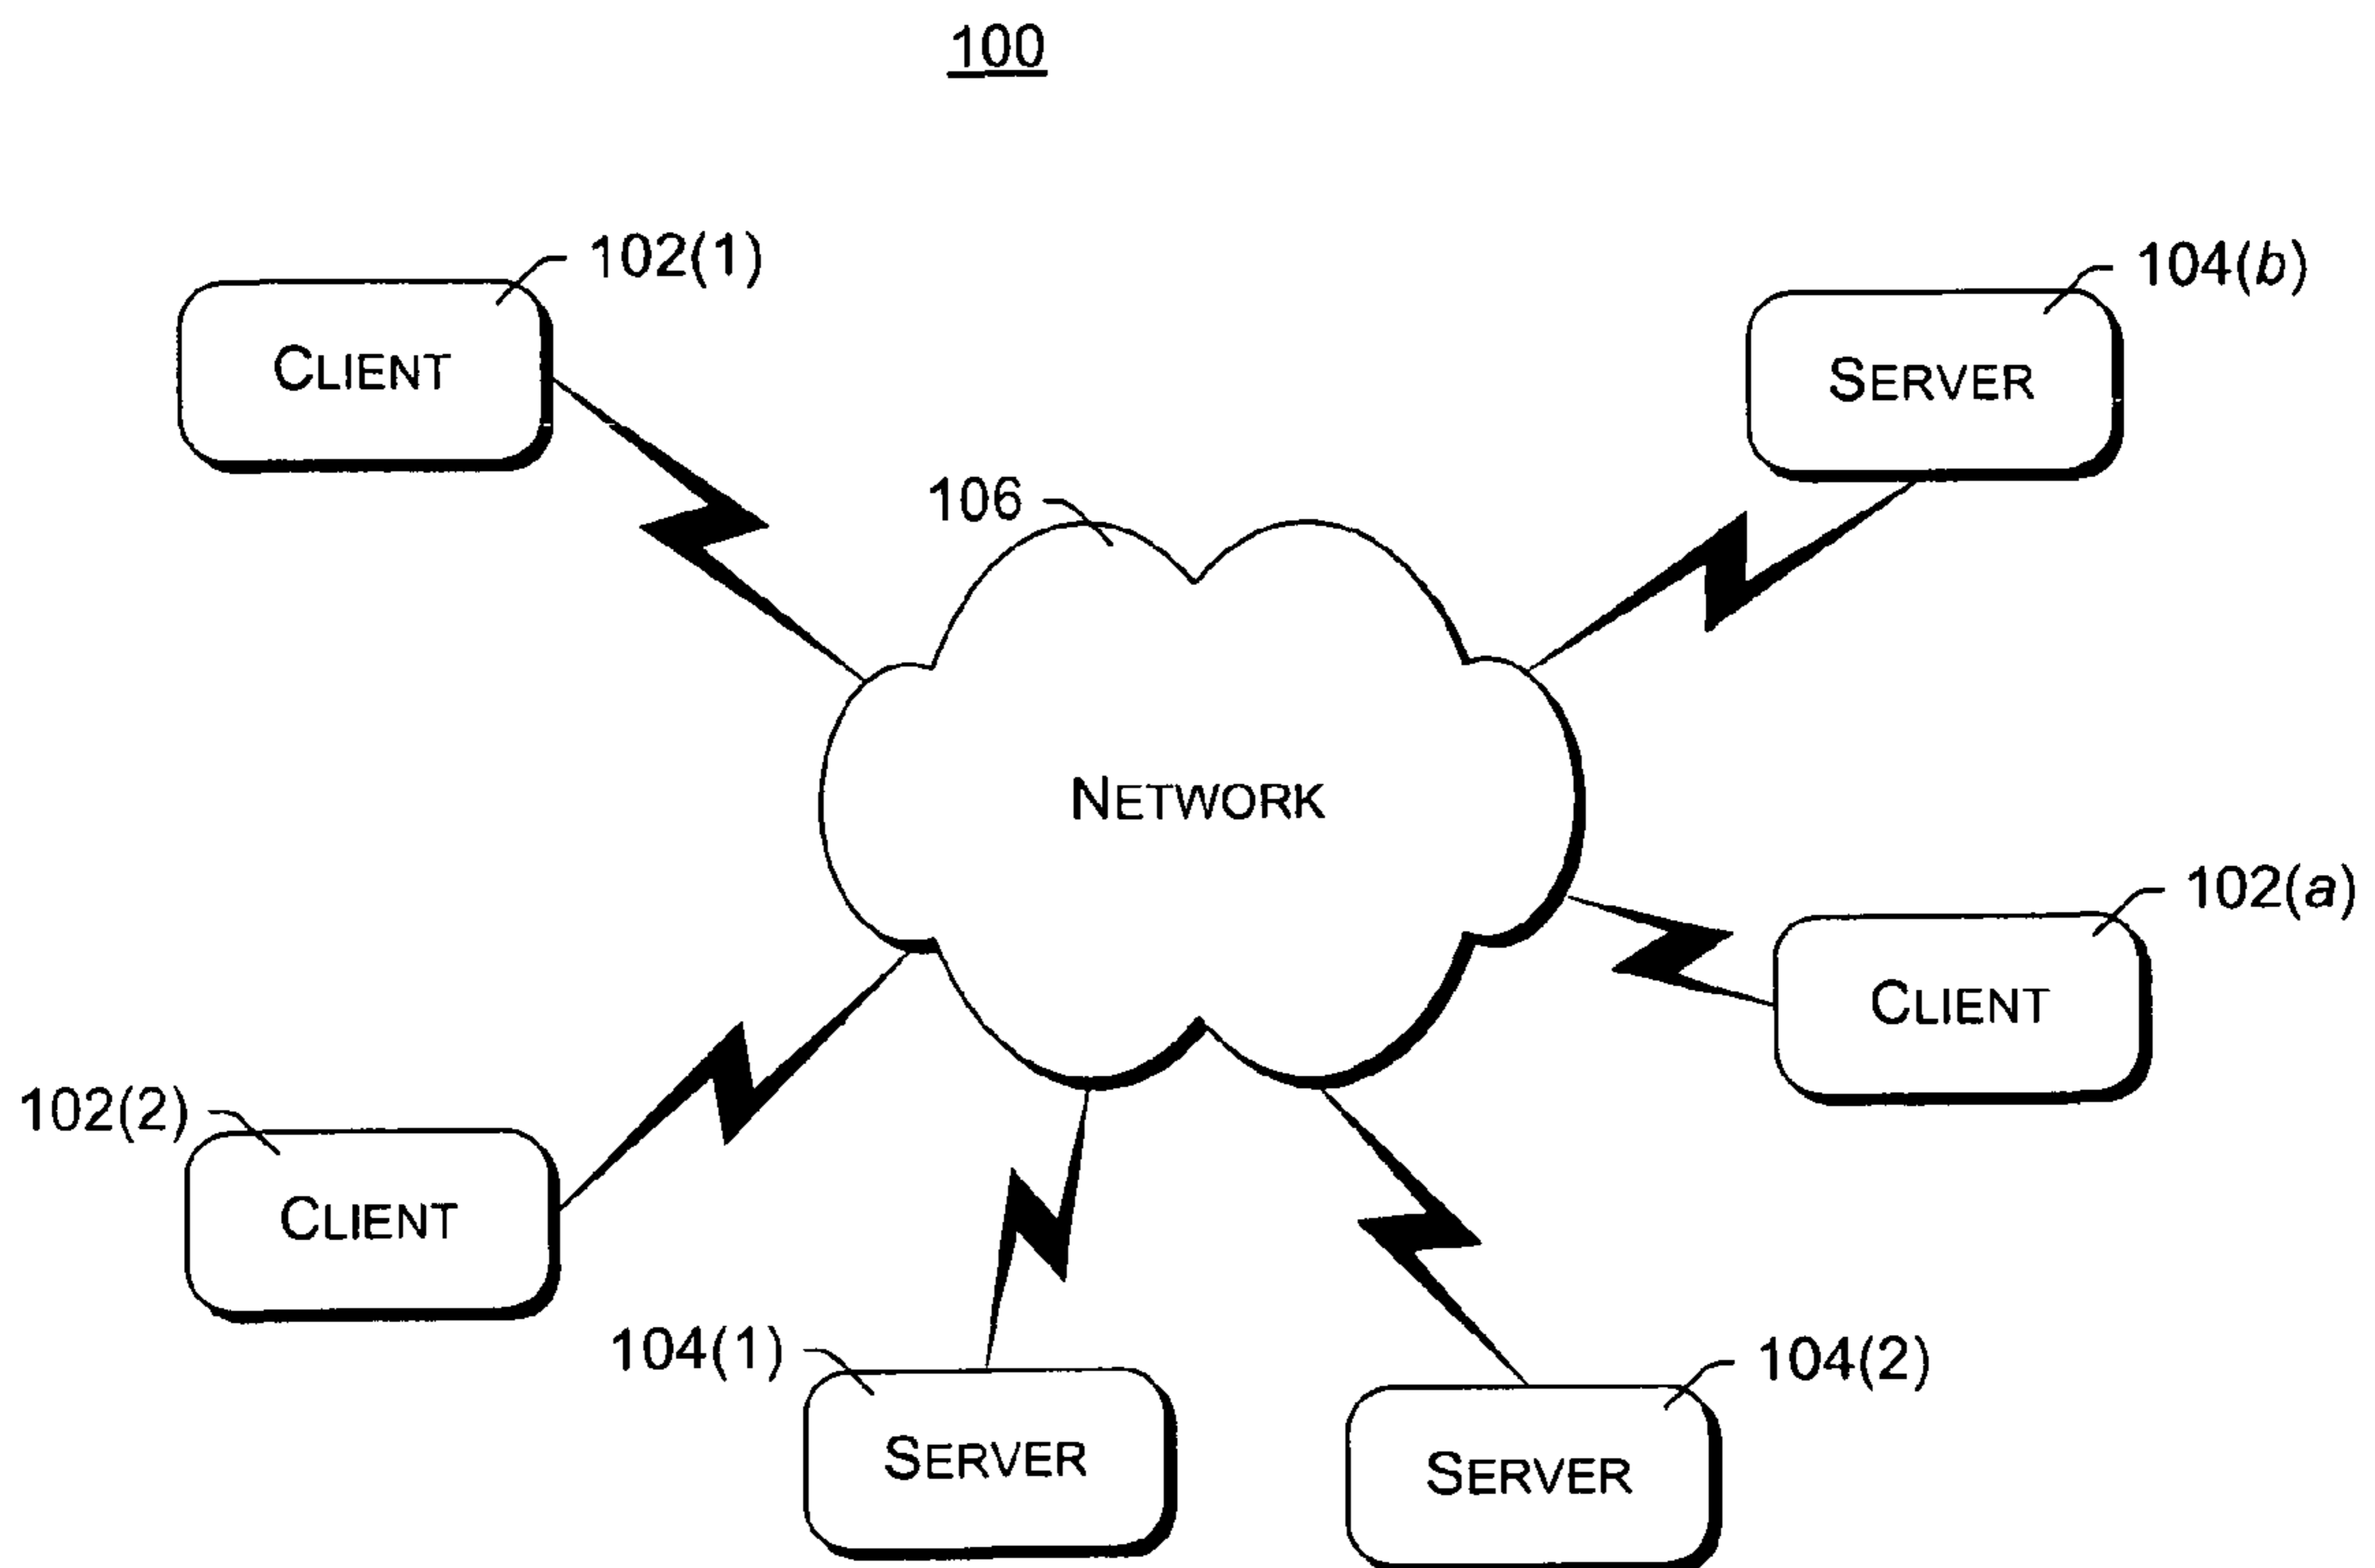 100
102(1)
CLIENT
104(b)
SERVER
106
NETWORK
102(a)
CLIENT
102(2)
CLIENT
104(1)
SERVER
104(2)
SERVER